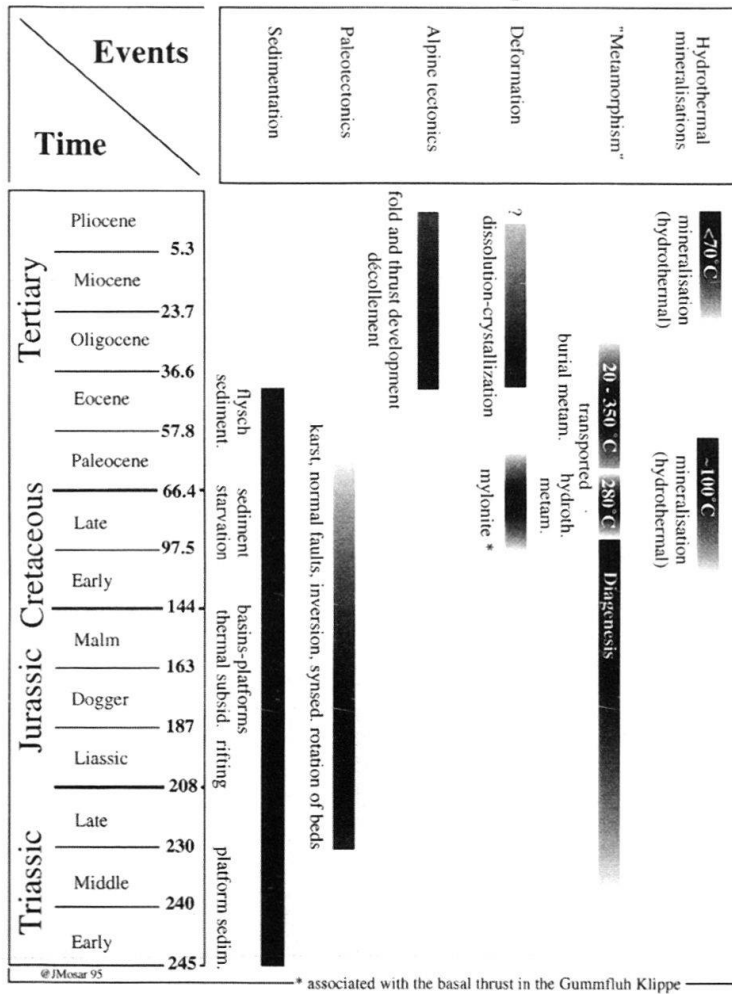 Events
Time
Sedimentation
Paleotectonics
Alpine tectonics
Deformation
"Metamorphism"
Hydrothermal
mineralisations
Tertiary
Cretaceous
Jurassic
Triassic
Pliocene
5.3
Miocene
23.7
Oligocene
36.6
Eocene
57.8
Paleocene
66.4
Late
97.5
Early
144
Malm
163
Dogger
187
Liassic
208
Late
230
Middle
240
Early
245
flysch
sediment.
sediment
starvation
basins-platforms
thermal subsid. rifting
platform sedim.
karst, normal faults, inversion, synsed. rotation of beds
fold and thrust development
décollement
? dissolution-crystallization
mylonite *
20 - 350 °C
transported
burial metam.
280°C
hydroth.
metam.
Diagenesis
<70°C
mineralisation
(hydrothermal)
~100°C
mineralisation
(hydrothermal)
@JMosar 95
* associated with the basal thrust in the Gummfluh Klippe